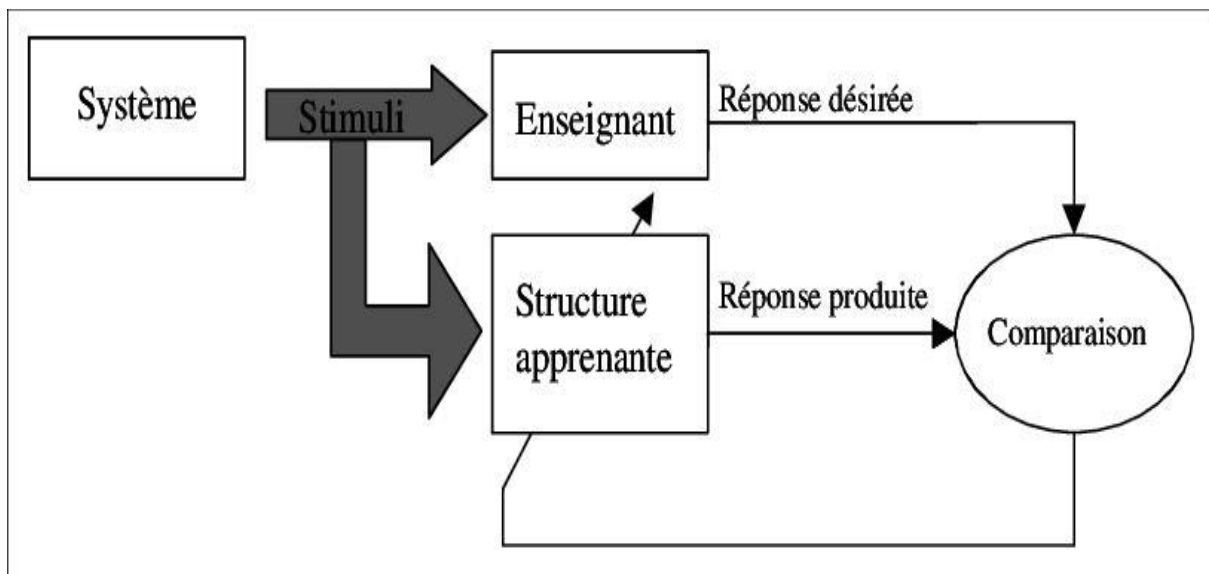 Système
Stimuli
Enseignant
Réponse désirée
Structure
apprenante
Réponse produite
Comparaison